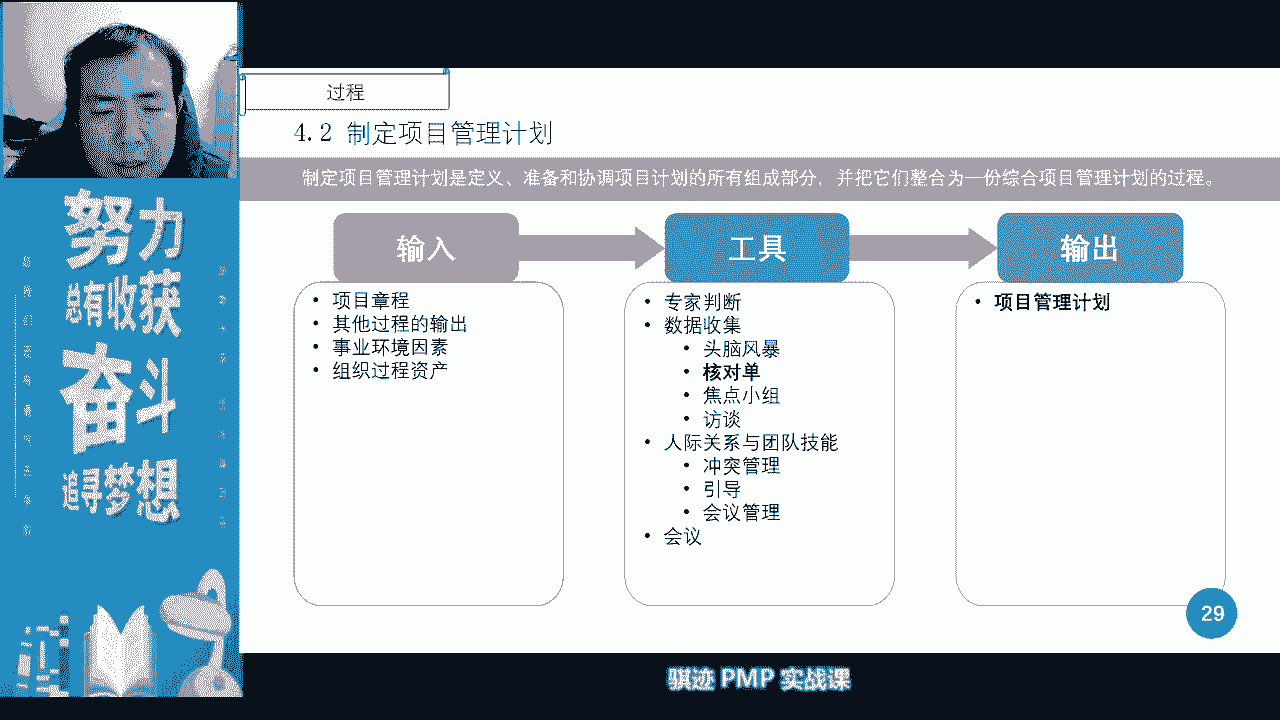 过程
4.2 制定项目管理计划
制定项目管理计划是定义、准备和协调项目计划的所有组成部分，并把它们整合为一份综合项目管理计划的过程。
输入
• 项目章程
• 其他过程的输出
• 事业环境因素
• 组织过程资产
工具
• 专家判断
• 数据收集
• 头脑风暴
• 核对单
• 焦点小组
• 访谈
• 人际关系与团队技能
• 冲突管理
• 引导
• 会议管理
• 会议
输出
• 项目管理计划
29
努力
总有收获
奋斗
追寻梦想
骐迹 PMP 实战课